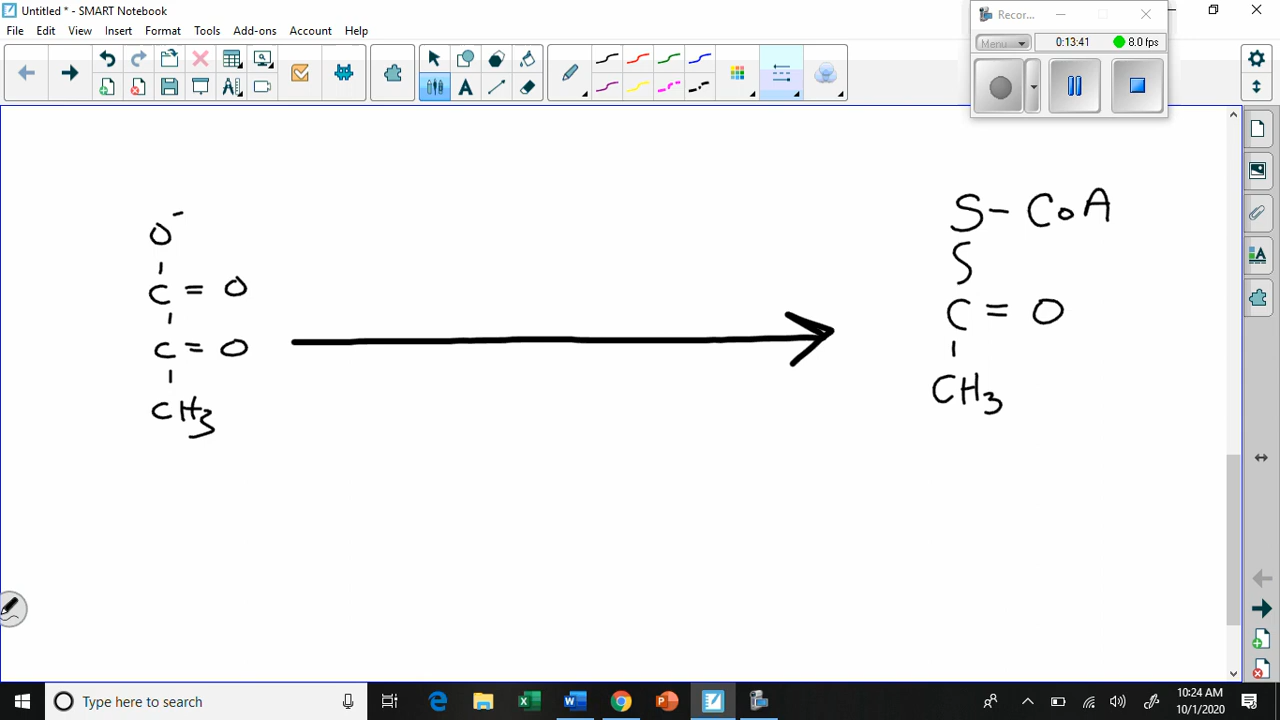 Untitled * - SMART Notebook
Recor...
File Edit View Insert Format Tools Add-ons Account Help
Menu
0:13:41
8.0 fps
O⁻
C = O
C = O
CH3
S - CoA
C = O
CH3
Type here to search
10:24 AM
10/1/2020